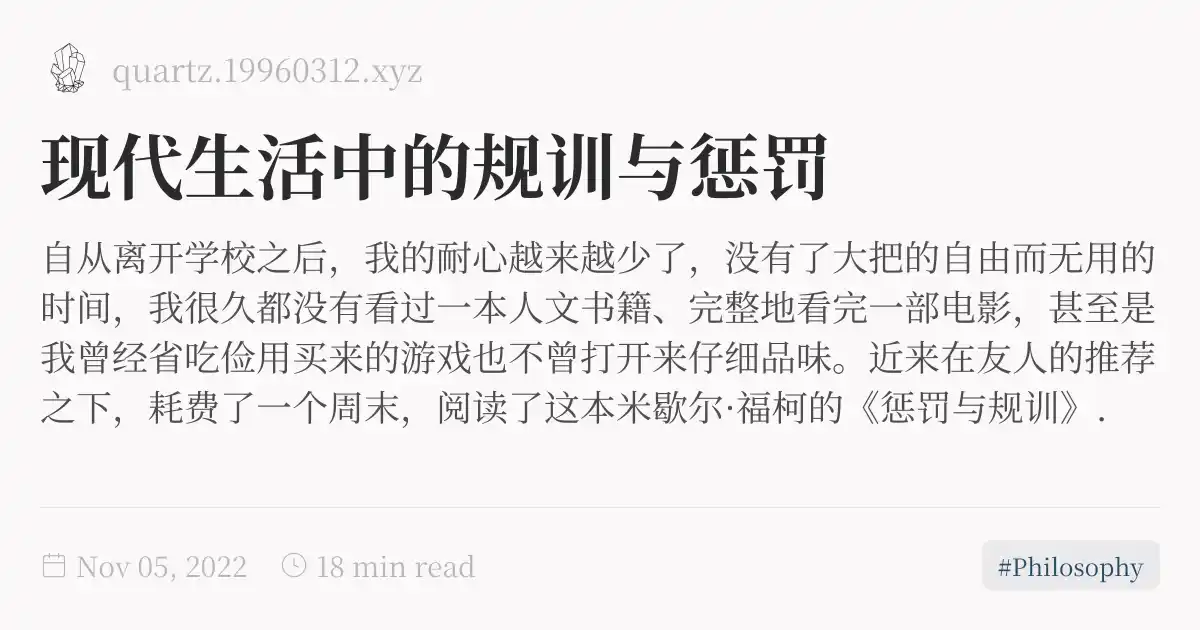 quartz.19960312.xyz
现代生活中的规训与惩罚
自从离开学校之后，我的耐心越来越少了，没有了大把的自由而无用的
时间，我很久都没有看过一本人文书籍、完整地看完一部电影，甚至是
我曾经省吃俭用买来的游戏也不曾打开来仔细品味。近来在友人的推荐
之下，耗费了一个周末，阅读了这本米歇尔·福柯的《惩罚与规训》.
Nov 05, 2022 18 min read #Philosophy